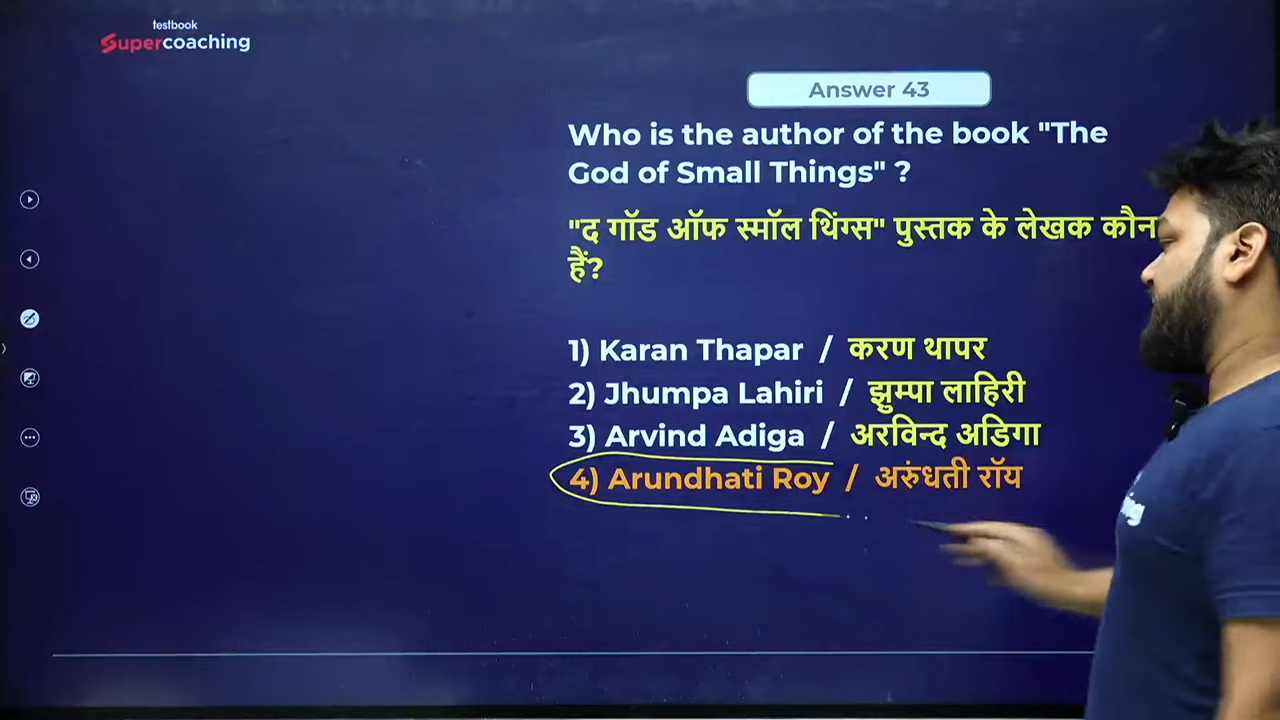 testbook
Supercoaching
Answer 43
Who is the author of the book "The
God of Small Things" ?
"द गॉड ऑफ स्मॉल थिंग्स" पुस्तक के लेखक कौन
हैं?
1) Karan Thapar / करण थापर
2) Jhumpa Lahiri / झुम्पा लाहिरी
3) Arvind Adiga / अरविन्द अडिगा
4) Arundhati Roy / अरुंधती रॉय